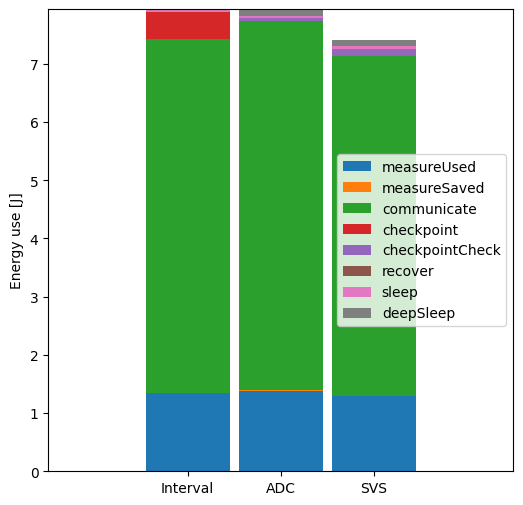 7
6
5
4
3
2
1
0
Energy use [J]
measureUsed
measureSaved
communicate
checkpoint
checkpointCheck
recover
sleep
deepSleep
Interval ADC SVS